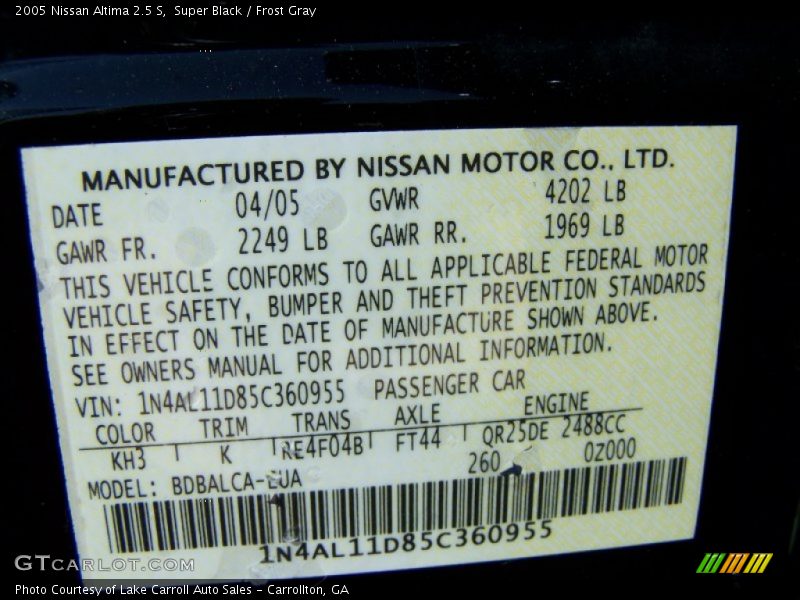 2005 Nissan Altima 2.5 S,  Super Black / Frost Gray
MANUFACTURED BY NISSAN MOTOR CO., LTD.
DATE 04/05 GVWR 4202 LB
GAWR FR. 2249 LB GAWR RR. 1969 LB
THIS VEHICLE CONFORMS TO ALL APPLICABLE FEDERAL MOTOR
VEHICLE SAFETY, BUMPER AND THEFT PREVENTION STANDARDS
IN EFFECT ON THE DATE OF MANUFACTURE SHOWN ABOVE.
SEE OWNERS MANUAL FOR ADDITIONAL INFORMATION.
VIN: 1N4AL11D85C360955 PASSENGER CAR
COLOR TRIM TRANS AXLE ENGINE
KH3 K RE4F04B FT44 QR25DE 2488CC
260 0Z000
MODEL: BDBALCA-EUA
1N4AL11D85C360955
GTCARLOT.COM
Photo Courtesy of Lake Carroll Auto Sales - Carrollton, GA